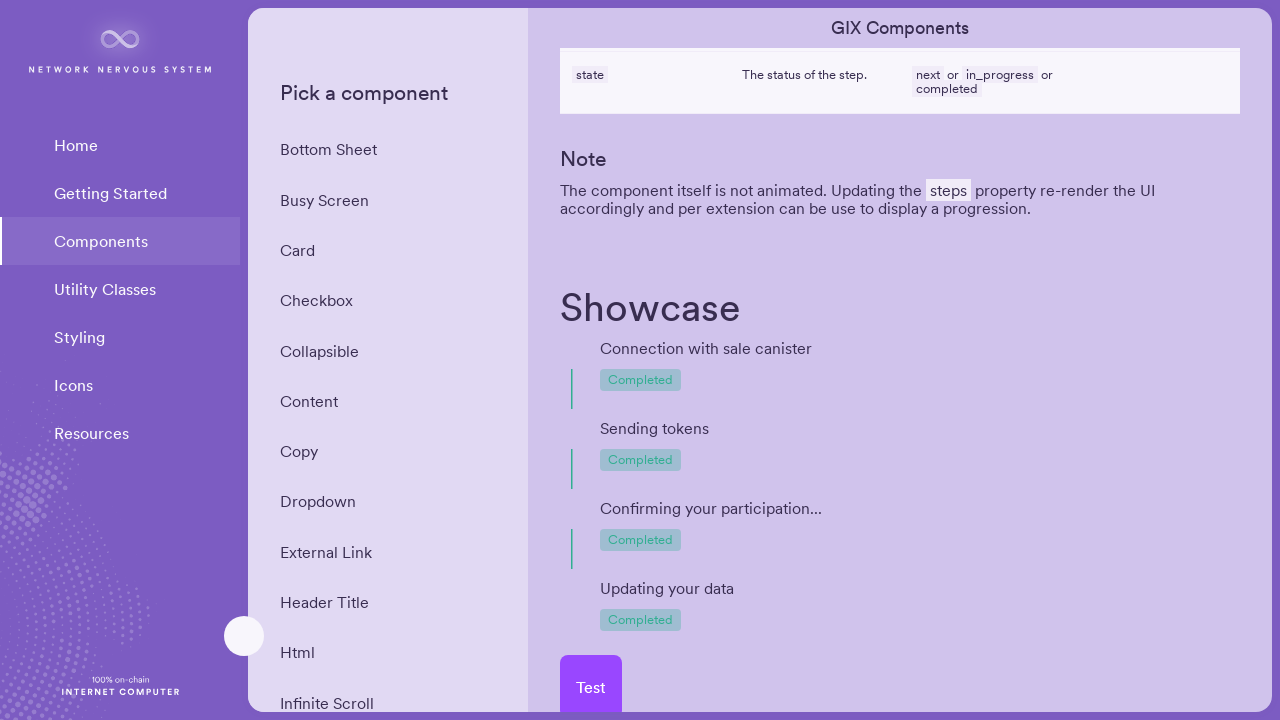 NETWORK NERVOUS SYSTEM
Home
Getting Started
Components
Utility Classes
Styling
Icons
Resources
100% on-chain
INTERNET COMPUTER
Pick a component
Bottom Sheet
Busy Screen
Card
Checkbox
Collapsible
Content
Copy
Dropdown
External Link
Header Title
Html
Infinite Scroll
GIX Components
state The status of the step. next or in_progress or
completed
Note
The component itself is not animated. Updating the steps property re-render the UI
accordingly and per extension can be use to display a progression.
Showcase
Connection with sale canister
Completed
Sending tokens
Completed
Confirming your participation...
Completed
Updating your data
Completed
Test